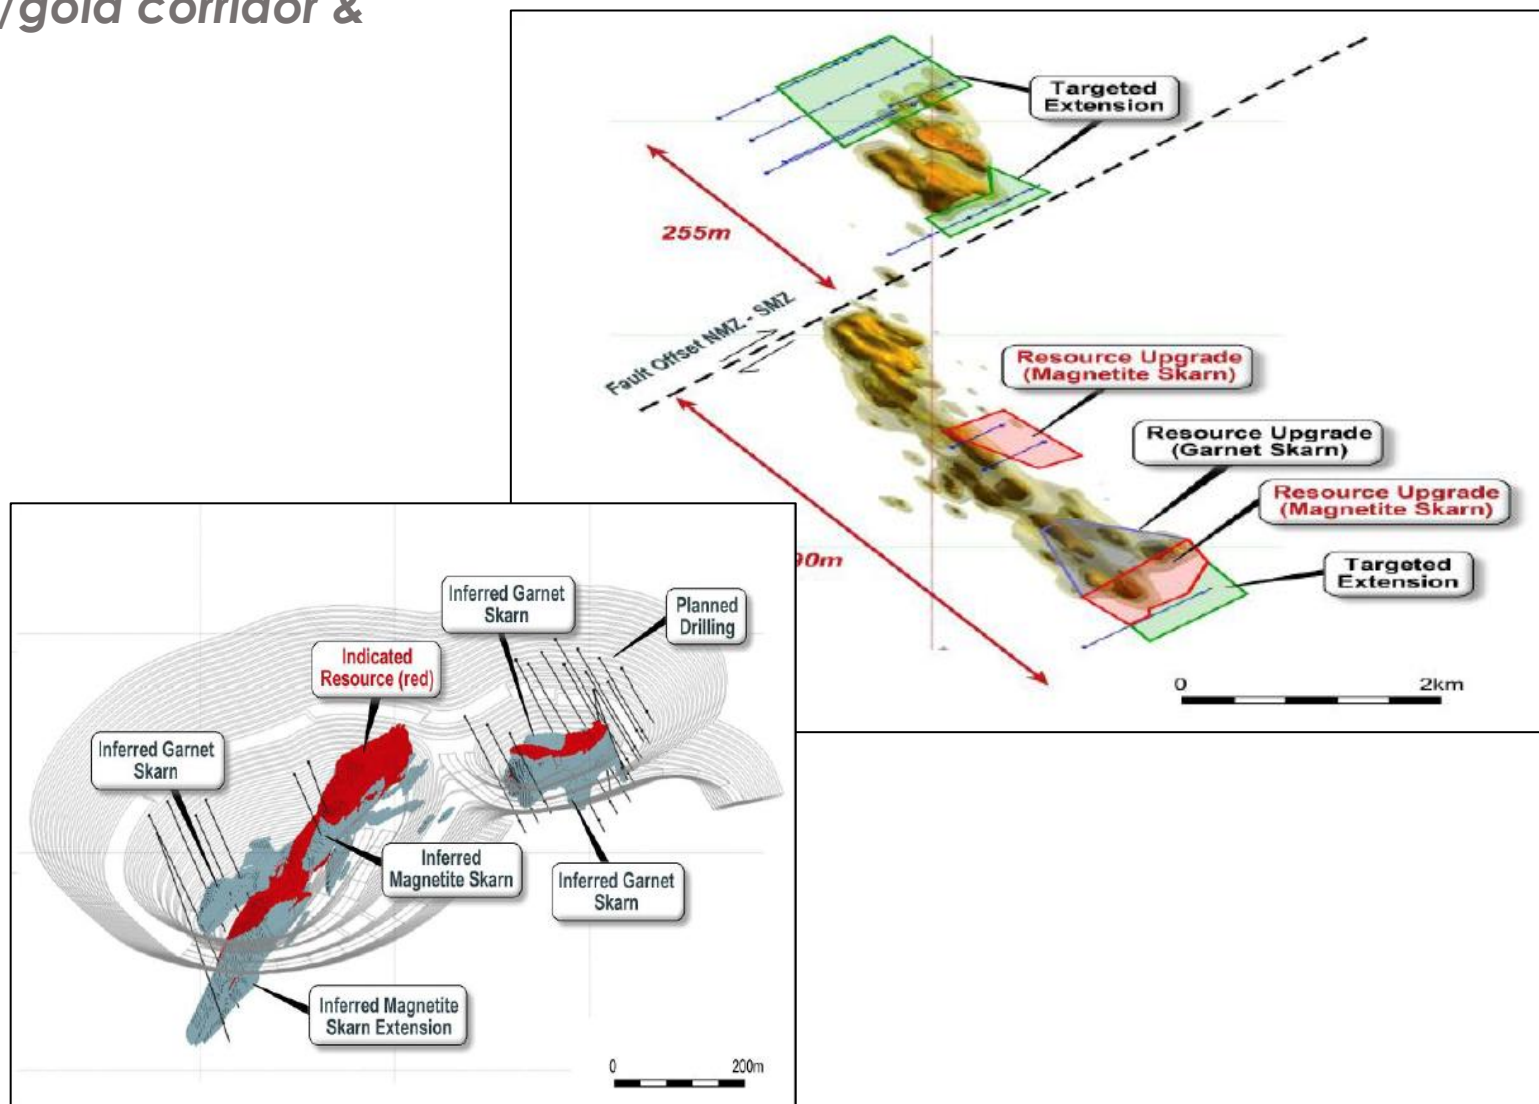 /gold corridor &
Targeted
Extension
255m
Fault Offset NMZ - SMZ
Resource Upgrade
(Magnetite Skarn)
Resource Upgrade
(Garnet Skarn)
Resource Upgrade
(Magnetite Skarn)
90m
Targeted
Extension
0 2km
Inferred Garnet
Skarn
Planned
Drilling
Indicated
Resource (red)
Inferred Garnet
Skarn
Inferred
Magnetite Skarn
Inferred Garnet
Skarn
Inferred Magnetite
Skarn Extension
0 200m